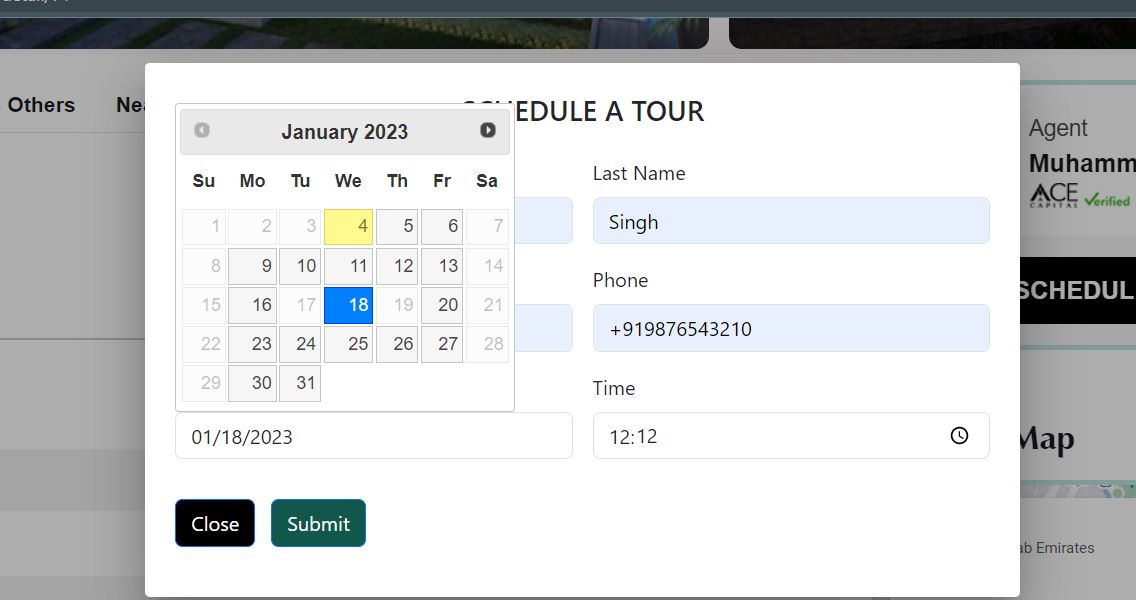 Others
SCHEDULE A TOUR
January 2023
Su Mo Tu We Th Fr Sa
1 2 3 4 5 6 7
8 9 10 11 12 13 14
15 16 17 18 19 20 21
22 23 24 25 26 27 28
29 30 31
Last Name
Singh
Phone
+919876543210
01/18/2023
Time
12:12
Close
Submit
Agent
Muhamm
ACE
CAPITAL
Verified
SCHEDUL
Map
ab Emirates